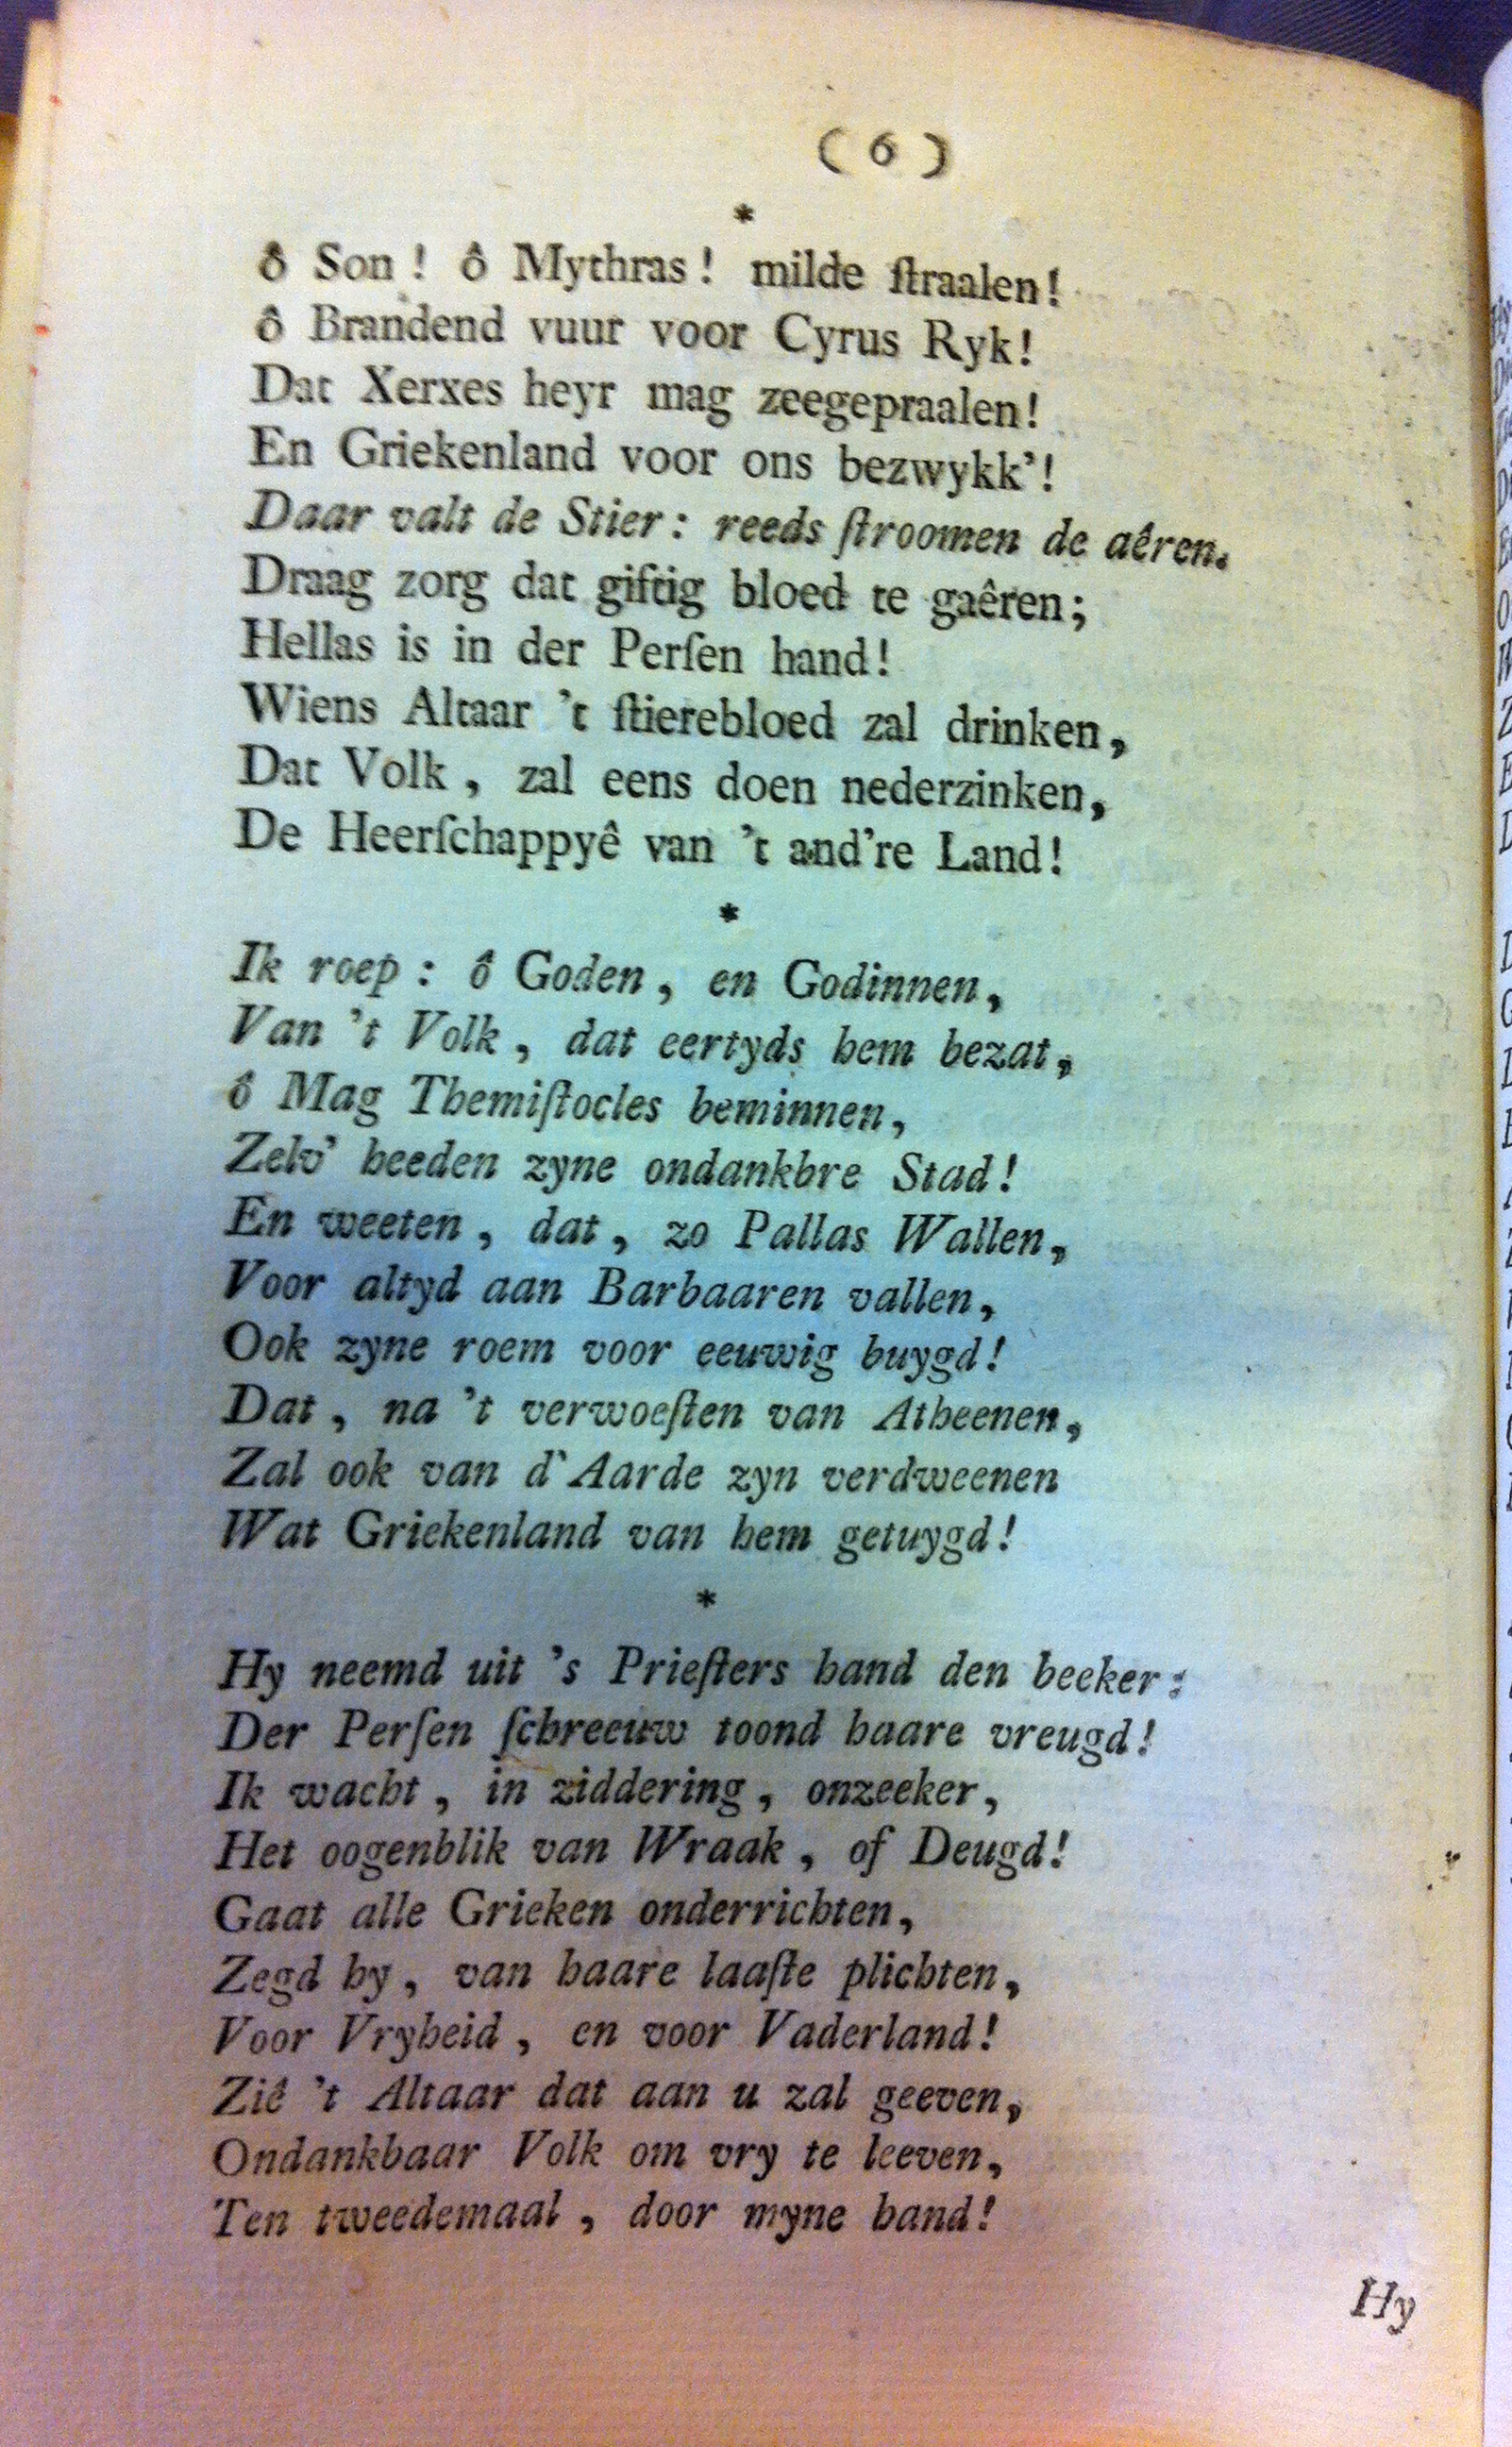 ( 6 )
*
ô Son! ô Mythras! milde ſtraalen!
ô Brandend vuur voor Cyrus Ryk!
Dat Xerxes heyr mag zeegepraalen!
En Griekenland voor ons bezwykk'!
Daar valt de Stier: reeds ſtroomen de aêren.
Draag zorg dat giftig bloed te gaêren;
Hellas is in der Perſen hand!
Wiens Altaar 't ſtierebloed zal drinken,
Dat Volk, zal eens doen nederzinken,
De Heerſchappyê van 't and're Land!
*
Ik roep: ô Goden, en Godinnen,
Van 't Volk, dat eertyds hem bezat,
ô Mag Themiſtocles beminnen,
Zelv' heeden zyne ondankbre Stad!
En weeten, dat, zo Pallas Wallen,
Voor altyd aan Barbaaren vallen,
Ook zyne roem voor eeuwig buygd!
Dat, na 't verwoeſten van Atheenen,
Zal ook van d'Aarde zyn verdweenen
Wat Griekenland van hem getuygd!
*
Hy neemd uit 's Prieſters hand den beeker:
Der Perſen ſchreeuw toond haare vreugd!
Ik wacht, in ziddering, onzeeker,
Het oogenblik van Wraak, of Deugd!
Gaat alle Grieken onderrichten,
Zegd hy, van haare laaſte plichten,
Voor Vryheid, en voor Vaderland!
Ziê 't Altaar dat aan u zal geeven,
Ondankbaar Volk om vry te leeven,
Ten tweedemaal, door myne hand!
Hy